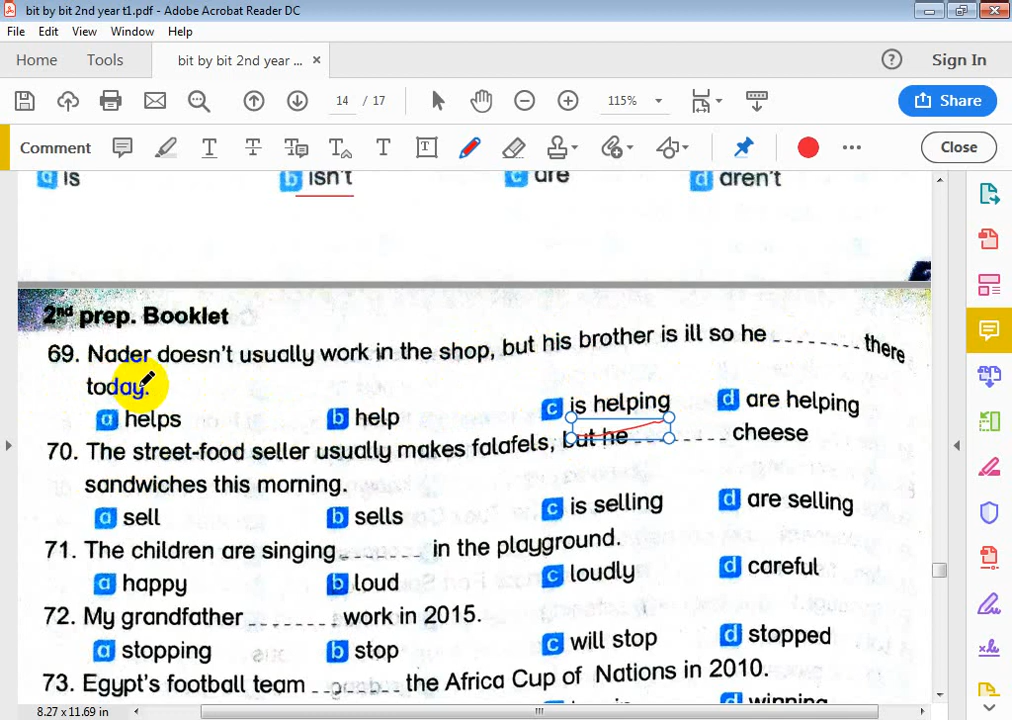 bit by bit 2nd year t1.pdf - Adobe Acrobat Reader DC
File Edit View Window Help
Home Tools bit by bit 2nd year ... × Sign In
14 / 17 115% Share
Comment Close
a is b isn't c are d aren't
2nd prep. Booklet
69. Nader doesn't usually work in the shop, but his brother is ill so he __________ there
today.
a helps b help c is helping d are helping
70. The street-food seller usually makes falafels, but he __________ cheese
sandwiches this morning.
a sell b sells c is selling d are selling
71. The children are singing __________ in the playground.
a happy b loud c loudly d careful
72. My grandfather __________ work in 2015.
a stopping b stop c will stop d stopped
73. Egypt's football team __________ the Africa Cup of Nations in 2010.
d winning
8.27 x 11.69 in